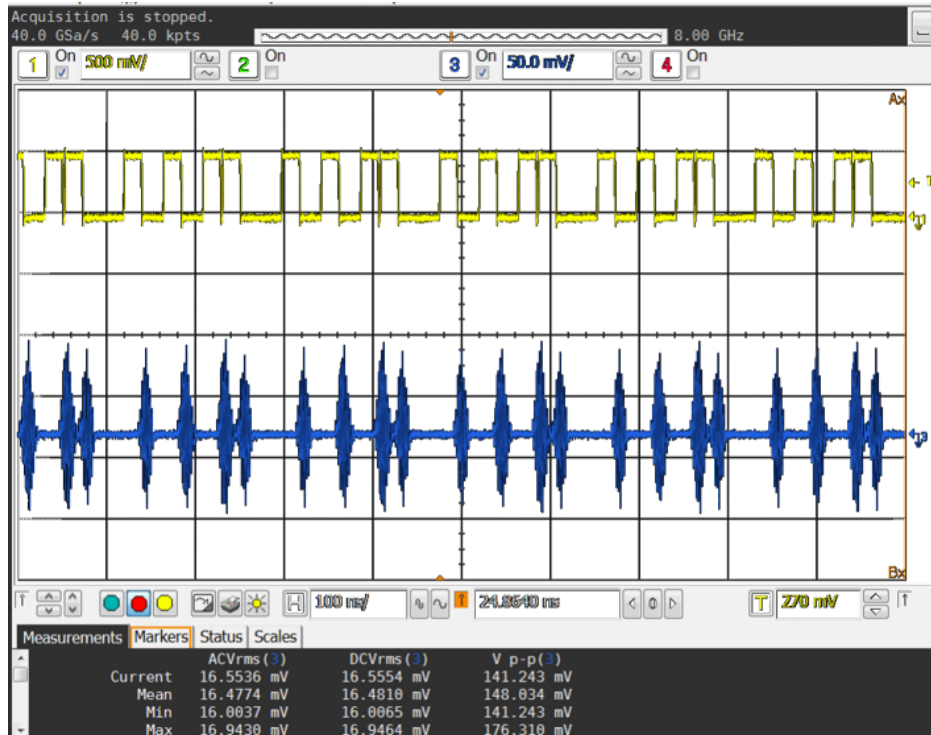 Acquisition is stopped.
40.0 GSa/s 40.0 kpts 8.00 GHz
1 On 500 mV/ 2 On 3 On 50.0 mV/ 4 On
Ax
T
1
3
Bx
H 100 ns/ 24.8640 ns 0 T 270 mV
Measurements Markers Status Scales
ACVrms(3) DCVrms(3) V p-p(3)
Current 16.5536 mV 16.5554 mV 141.243 mV
Mean 16.4774 mV 16.4810 mV 148.034 mV
Min 16.0037 mV 16.0065 mV 141.243 mV
Max 16.9430 mV 16.9464 mV 176.310 mV